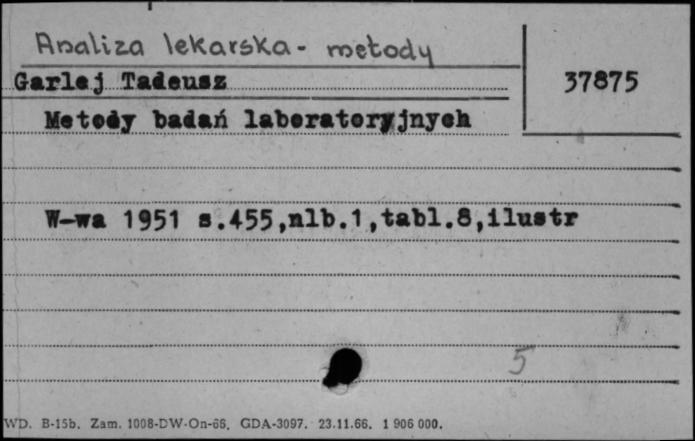 Analiza lekarska - metody
Garlej Tadeusz
37875
Metody badań laboratoryjnych
W-wa 1951 s.455,nlb.1,tabl.8,ilustr
5
WD. B-15b. Zam. 1008-DW-On-66. GDA-3097. 23.11.66. 1 906 000.